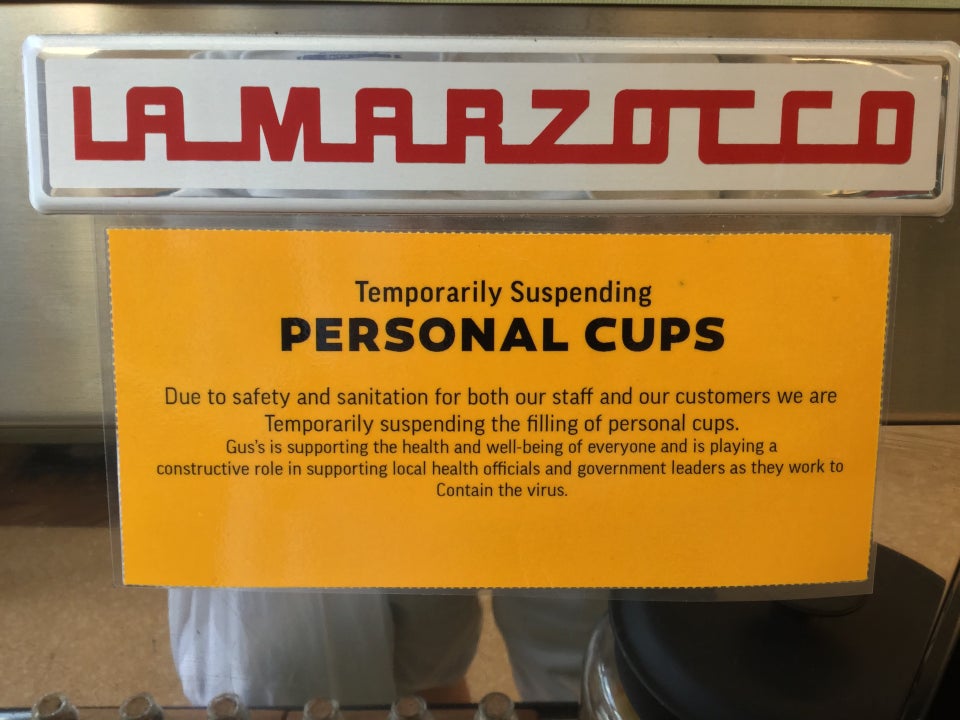 LA MARZOCCO
Temporarily Suspending
PERSONAL CUPS
Due to safety and sanitation for both our staff and our customers we are
Temporarily suspending the filling of personal cups.
Gus's is supporting the health and well-being of everyone and is playing a
constructive role in supporting local health officials and government leaders as they work to
Contain the virus.